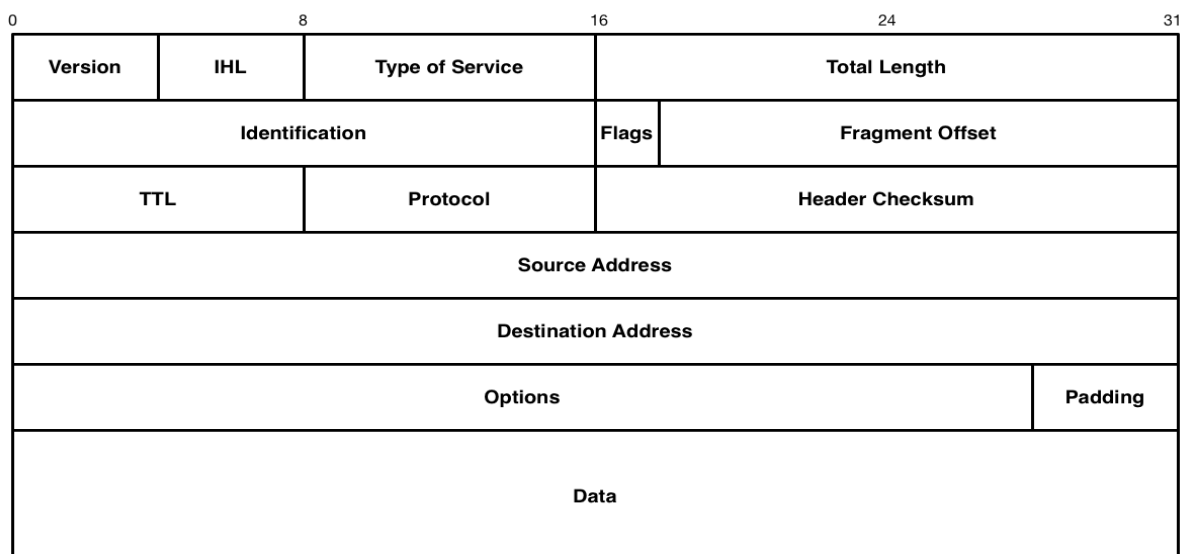 0 8 16 24 31
Version IHL Type of Service Total Length
Identification Flags Fragment Offset
TTL Protocol Header Checksum
Source Address
Destination Address
Options Padding
Data